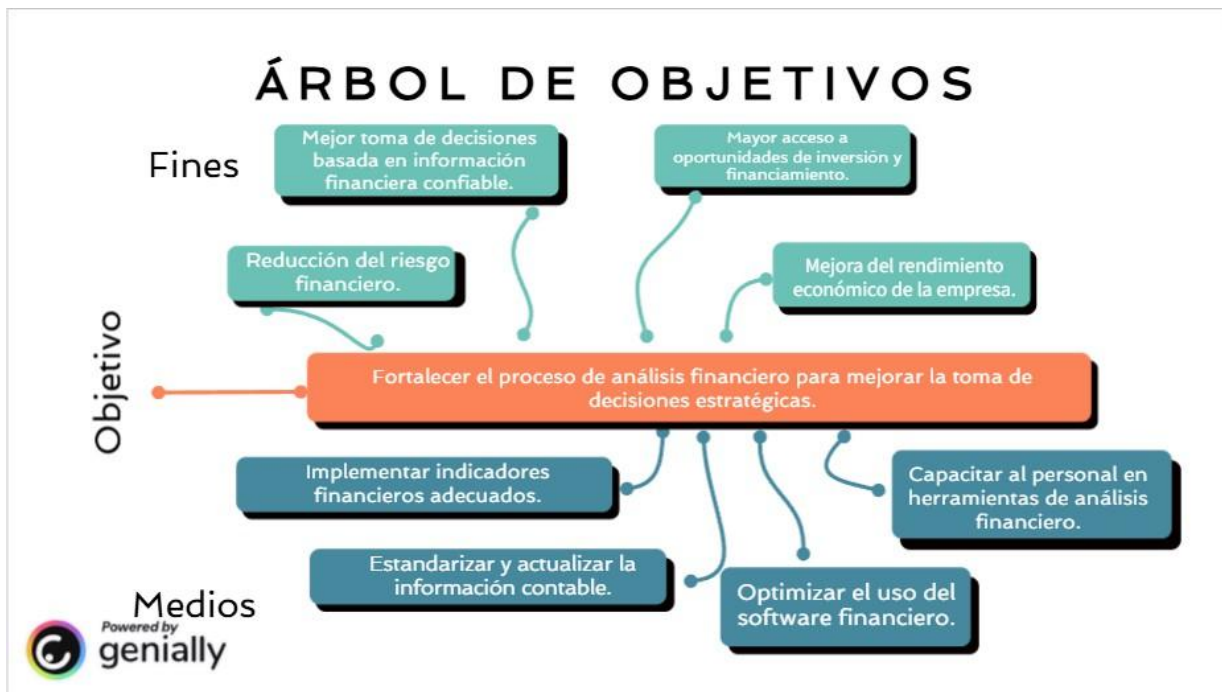 ÁRBOL DE OBJETIVOS
Fines
Mejor toma de decisiones
basada en información
financiera confiable.
Mayor acceso a
oportunidades de inversión y
financiamiento.
Reducción del riesgo
financiero.
Mejora del rendimiento
económico de la empresa.
Objetivo
Fortalecer el proceso de análisis financiero para mejorar la toma de
decisiones estratégicas.
Implementar indicadores
financieros adecuados.
Capacitar al personal en
herramientas de análisis
financiero.
Estandarizar y actualizar la
información contable.
Optimizar el uso del
software financiero.
Medios
Powered by
genially